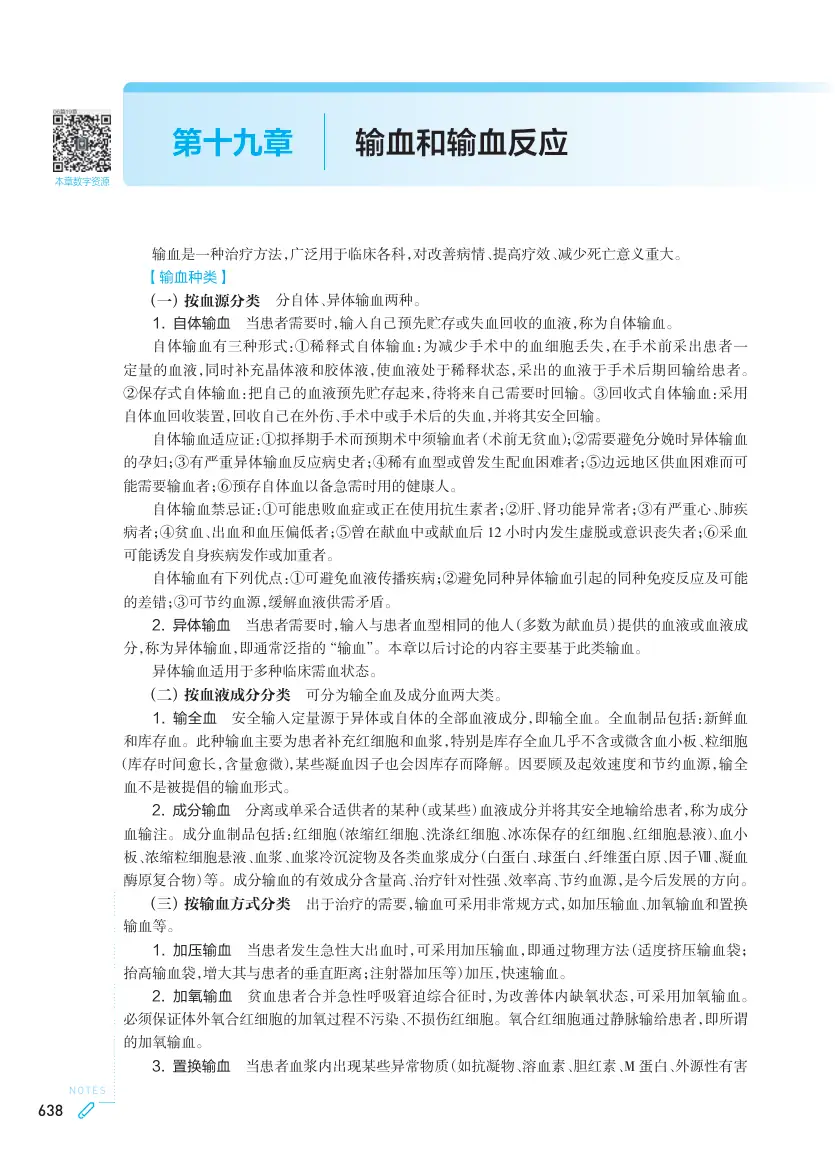 第十九章
输血和输血反应
本章数字资源
输血是一种治疗方法,广泛用于临床各科,对改善病情、提高疗效、减少死亡意义重大。
【输血种类】
(一)按血源分类 分自体、异体输血两种。
1. 自体输血 当患者需要时,输入自己预先贮存或失血回收的血液,称为自体输血。
自体输血有三种形式:①稀释式自体输血:为减少手术中的血细胞丢失,在手术前采出患者一
定量的血液,同时补充晶体液和胶体液,使血液处于稀释状态,采出的血液于手术后期回输给患者。
②保存式自体输血:把自己的血液预先贮存起来,待将来自己需要时回输。③回收式自体输血:采用
自体血回收装置,回收自己在外伤、手术中或手术后的失血,并将其安全回输。
自体输血适应证:①拟择期手术而预期术中须输血者(术前无贫血);②需要避免分娩时异体输血
的孕妇;③有严重异体输血反应病史者;④稀有血型或曾发生配血困难者;⑤边远地区供血困难而可
能需要输血者;⑥预存自体血以备急需时用的健康人。
自体输血禁忌证:①可能患败血症或正在使用抗生素者;②肝、肾功能异常者;③有严重心、肺疾
病者;④贫血、出血和血压偏低者;⑤曾在献血中或献血后 12 小时内发生虚脱或意识丧失者;⑥采血
可能诱发自身疾病发作或加重者。
自体输血有下列优点:①可避免血液传播疾病;②避免同种异体输血引起的同种免疫反应及可能
的差错;③可节约血源,缓解血液供需矛盾。
2. 异体输血 当患者需要时,输入与患者血型相同的他人(多数为献血员)提供的血液或血液成
分,称为异体输血,即通常泛指的“输血”。本章以后讨论的内容主要基于此类输血。
异体输血适用于多种临床需血状态。
(二)按血液成分分类 可分为输全血及成分血两大类。
1. 输全血 安全输入定量源于异体或自体的全部血液成分,即输全血。全血制品包括:新鲜血
和库存血。此种输血主要为患者补充红细胞和血浆,特别是库存全血几乎不含或微含血小板、粒细胞
(库存时间愈长,含量愈微),某些凝血因子也会因库存而降解。因要顾及起效速度和节约血源,输全
血不是被提倡的输血形式。
2. 成分输血 分离或单采合适供者的某种(或某些)血液成分并将其安全地输给患者,称为成分
血输注。成分血制品包括:红细胞(浓缩红细胞、洗涤红细胞、冰冻保存的红细胞、红细胞悬液)、血小
板、浓缩粒细胞悬液、血浆、血浆冷沉淀物及各类血浆成分(白蛋白、球蛋白、纤维蛋白原、因子Ⅷ、凝血
酶原复合物)等。成分输血的有效成分含量高、治疗针对性强、效率高、节约血源,是今后发展的方向。
(三)按输血方式分类 出于治疗的需要,输血可采用非常规方式,如加压输血、加氧输血和置换
输血等。
1. 加压输血 当患者发生急性大出血时,可采用加压输血,即通过物理方法(适度挤压输血袋;
抬高输血袋,增大其与患者的垂直距离;注射器加压等)加压,快速输血。
2. 加氧输血 贫血患者合并急性呼吸窘迫综合征时,为改善体内缺氧状态,可采用加氧输血。
必须保证体外氧合红细胞的加氧过程不污染、不损伤红细胞。氧合红细胞通过静脉输给患者,即所谓
的加氧输血。
3. 置换输血 当患者血浆内出现某些异常物质(如抗凝物、溶血素、胆红素、M 蛋白、外源性有害
NOTES
638